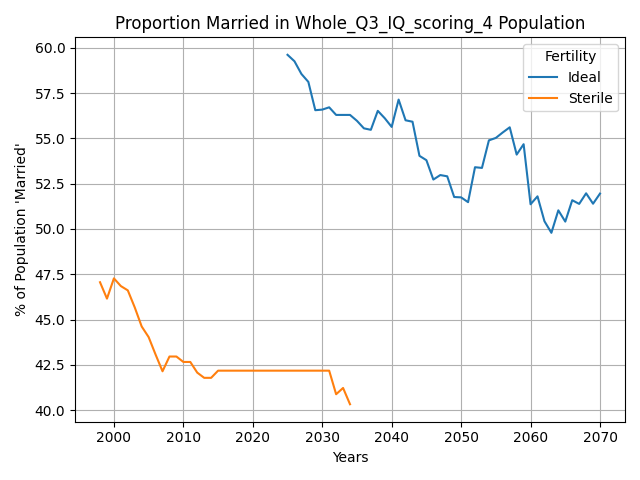 Proportion Married in Whole_Q3_IQ_scoring_4 Population
Fertility
Ideal
Sterile
% of Population 'Married'
60.0
57.5
55.0
52.5
50.0
47.5
45.0
42.5
40.0
2000 2010 2020 2030 2040 2050 2060 2070
Years